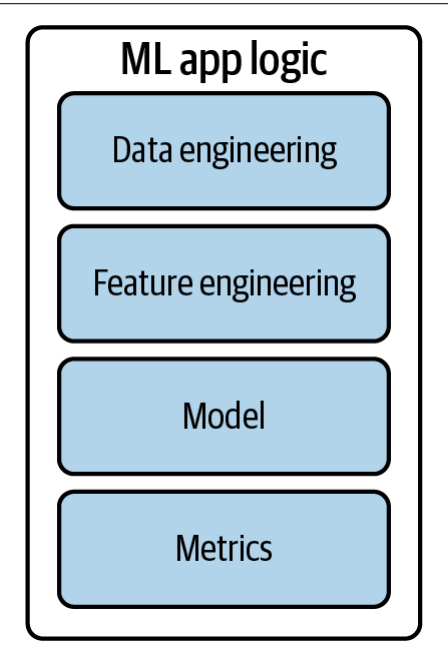 ML app logic
Data engineering
Feature engineering
Model
Metrics